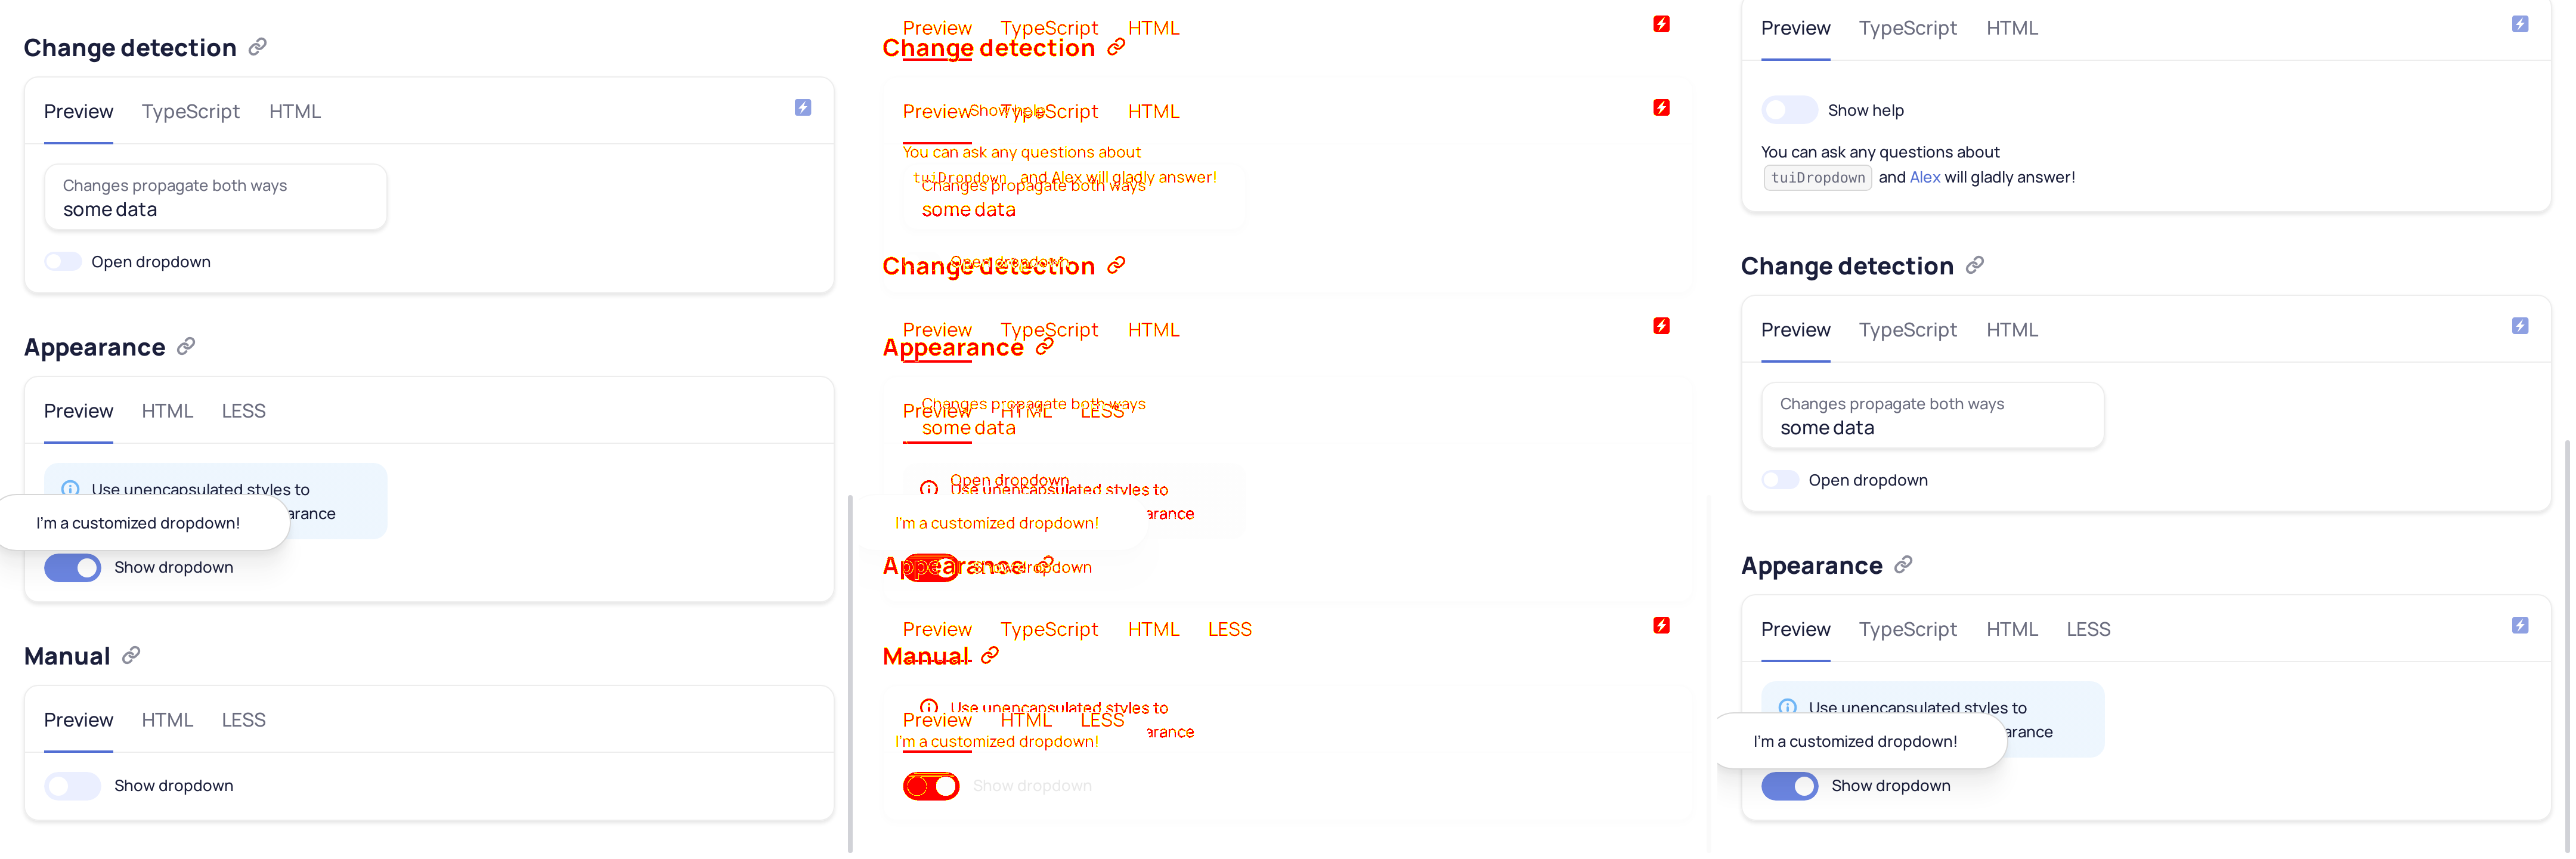 Change detection
Preview TypeScript HTML
Changes propagate both ways
some data
Open dropdown
Appearance
Preview HTML LESS
Use unencapsulated styles to
arance
I'm a customized dropdown!
Show dropdown
Manual
Preview HTML LESS
Show dropdown
Preview TypeScript HTML
Change detection
Preview TypeScript HTML
Show help
You can ask any questions about
tuiDropdown and Alex will gladly answer!
Changes propagate both ways
some data
Open dropdown
Change detection
Preview TypeScript HTML
Appearance
Changes propagate both ways
Preview HTML LESS
some data
Open dropdown
Use unencapsulated styles to
arance
I'm a customized dropdown!
Appearance
Show dropdown
Preview TypeScript HTML LESS
Manual
Use unencapsulated styles to
Preview HTML LESS
arance
I'm a customized dropdown!
Show dropdown
Preview TypeScript HTML
Show help
You can ask any questions about
tuiDropdown and Alex will gladly answer!
Change detection
Preview TypeScript HTML
Changes propagate both ways
some data
Open dropdown
Appearance
Preview TypeScript HTML LESS
Use unencapsulated styles to
arance
I'm a customized dropdown!
Show dropdown